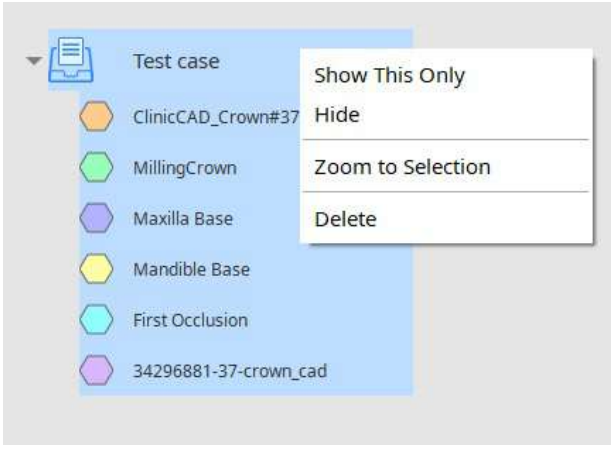 Test case
Show This Only
ClinicCAD_Crown#37
Hide
MillingCrown
Zoom to Selection
Maxilla Base
Delete
Mandible Base
First Occlusion
34296881-37-crown_cad